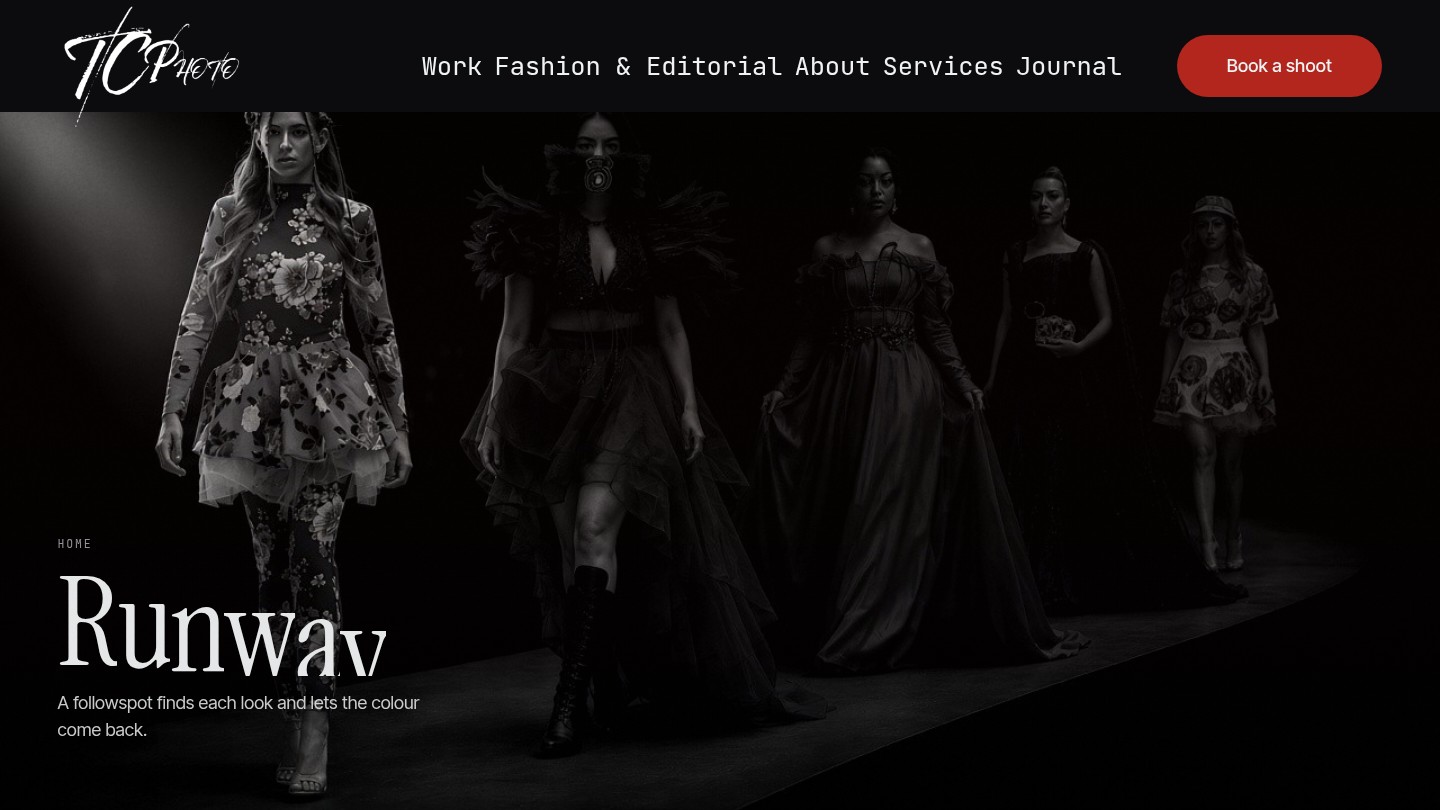 TCPHOTO
Work Fashion & Editorial About Services Journal
Book a shoot
HOME
Runway
A followspot finds each look and lets the colour
come back.